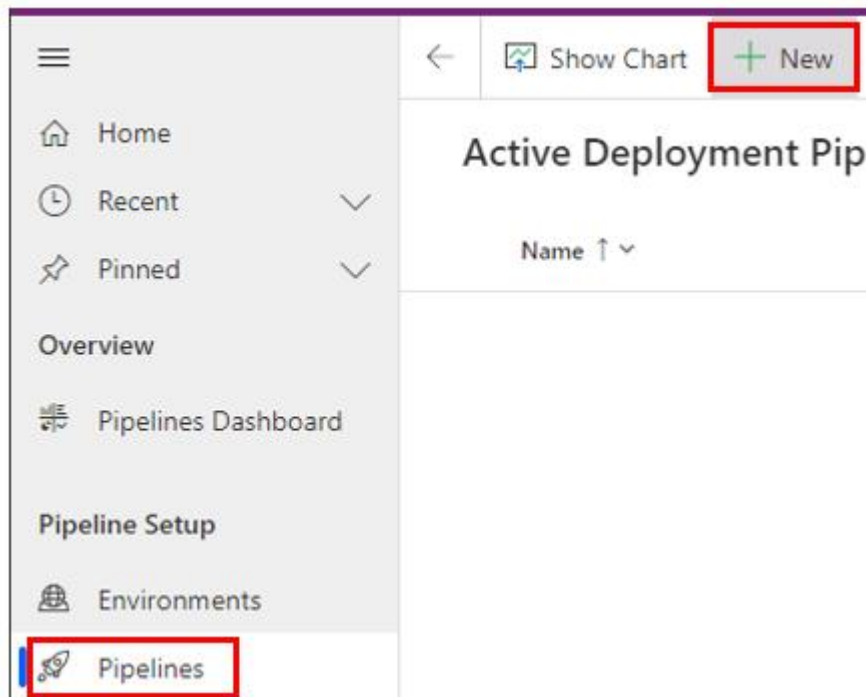 Home
Recent
Pinned
Overview
Pipelines Dashboard
Pipeline Setup
Environments
Pipelines
Show Chart
New
Active Deployment Pip
Name